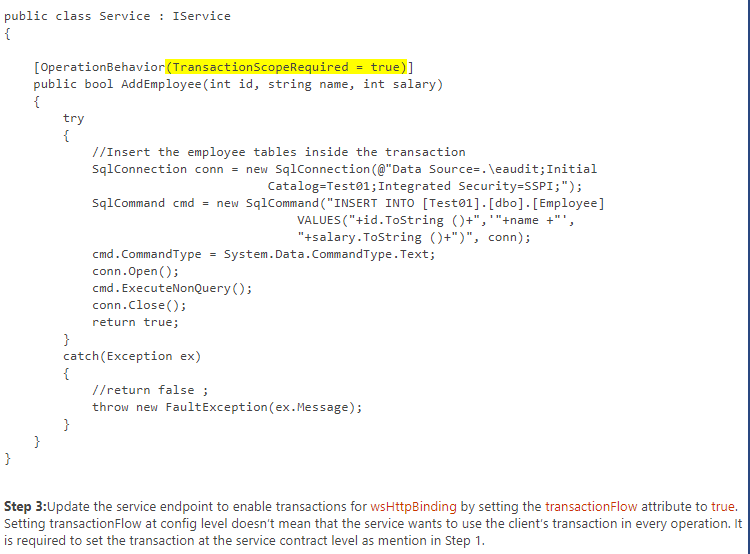 public class Service : IService
{
[OperationBehavior(TransactionScopeRequired = true)]
public bool AddEmployee(int id, string name, int salary)
{
try
{
//Insert the employee tables inside the transaction
SqlConnection conn = new SqlConnection(@"Data Source=.\eaudit;Initial
Catalog=Test01;Integrated Security=SSPI;");
SqlCommand cmd = new SqlCommand("INSERT INTO [Test01].[dbo].[Employee]
VALUES("+id.ToString ()+",'"+name +"',
"+salary.ToString ()+")", conn);
cmd.CommandType = System.Data.CommandType.Text;
conn.Open();
cmd.ExecuteNonQuery();
conn.Close();
return true;
}
catch(Exception ex)
{
//return false ;
throw new FaultException(ex.Message);
}
}
}
Step 3:Update the service endpoint to enable transactions for wsHttpBinding by setting the transactionFlow attribute to true.
Setting transactionFlow at config level doesn't mean that the service wants to use the client's transaction in every operation. It
is required to set the transaction at the service contract level as mention in Step 1.